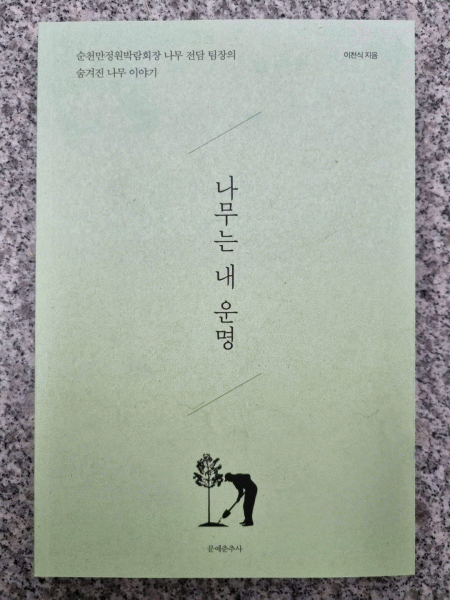 순천만정원박람회장 나무 전담 팀장의
숨겨진 나무 이야기
이천식 지음
나무는 내 운명
문예춘추사